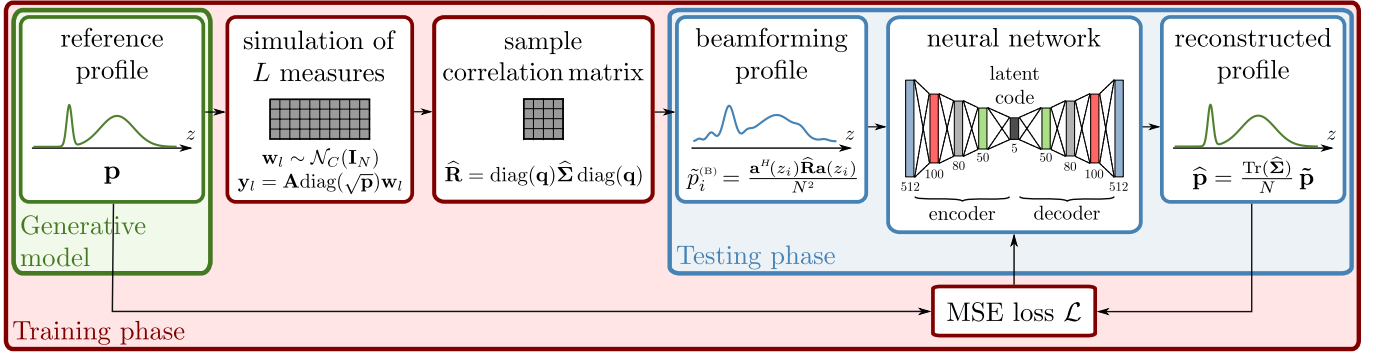 reference
profile
z
p
Generative
model
simulation of
L measures
w_l ∼ 𝒩_C(I_N)
y_l = Adiag(√p)w_l
sample
correlation matrix
R̂ = diag(q)Σ̂ diag(q)
beamforming
profile
z
p̃_i^(B) = a^H(z_i)R̂a(z_i) / N²
neural network
latent
code
512 100 80 50 5 50 80 100 512
encoder decoder
reconstructed
profile
z
p̂ = Tr(Σ̂)/N p̃
Testing phase
MSE loss ℒ
Training phase